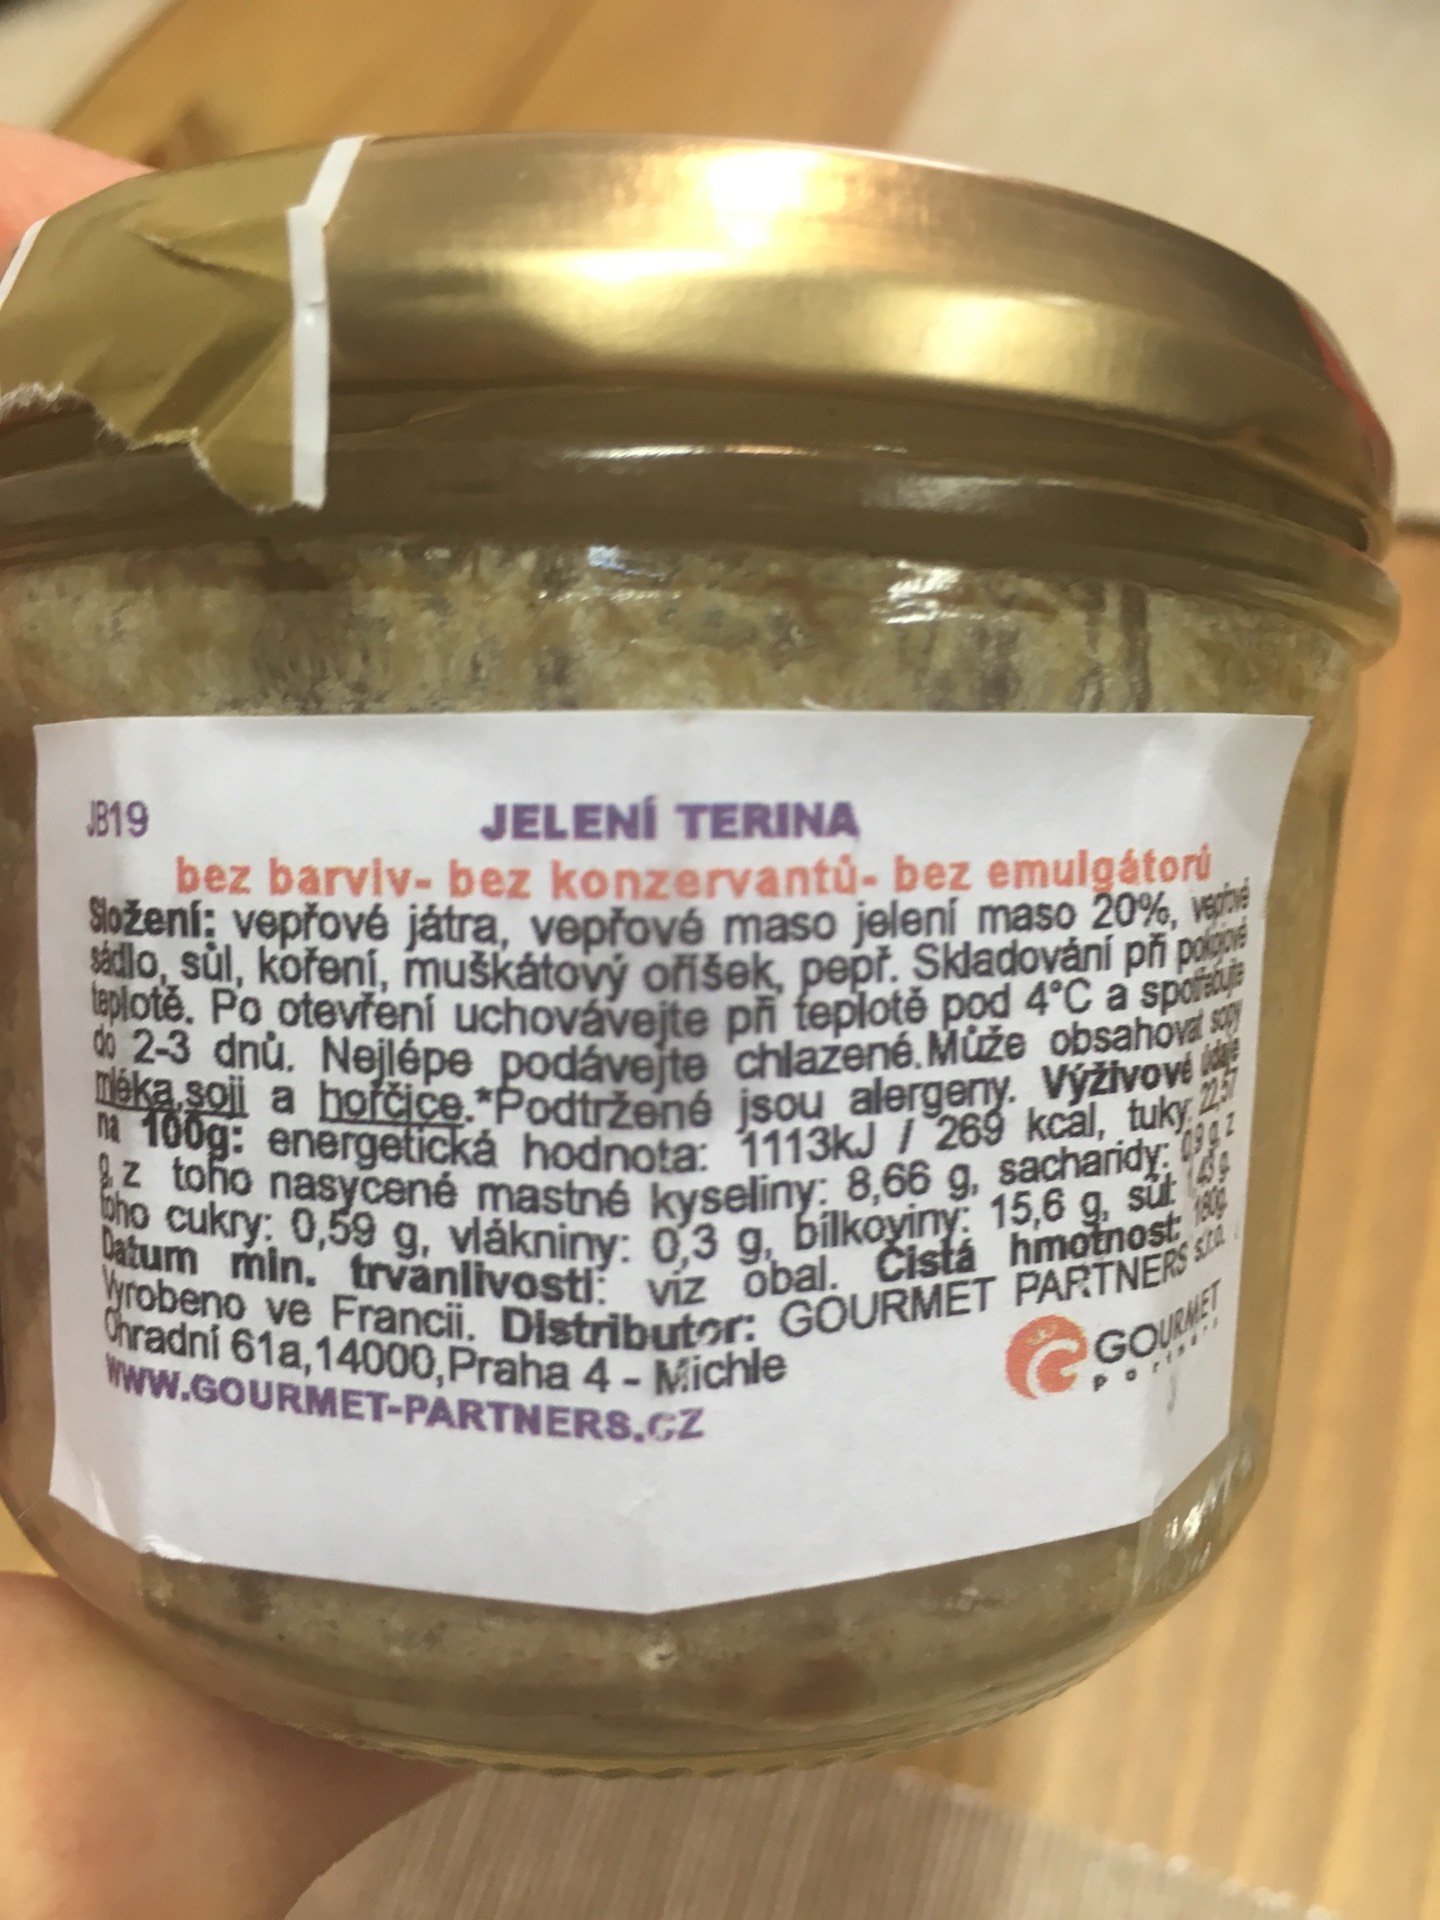 JB19
JELENÍ TERINA
bez barviv- bez konzervantů- bez emulgátorů
Složení: vepřové játra, vepřové maso jelení maso 20%, vepřové
sádlo, sůl, koření, muškátový oříšek, pepř. Skladování při pokojové
teplotě. Po otevření uchovávejte při teplotě pod 4°C a spotřebujte
do 2-3 dnů. Nejlépe podávejte chlazené.Může obsahovat sopy
mléka,soji a hořčice.*Podtržené jsou alergeny. Výživové údaje
na 100g: energetická hodnota: 1113kJ / 269 kcal, tuky: 22,57
g, z toho nasycené mastné kyseliny: 8,66 g, sacharidy: 0,9 g, z
toho cukry: 0,59 g, vlákniny: 0,3 g, bílkoviny: 15,6 g, sůl: 1,43 g.
Datum min. trvanlivosti: viz obal. Čistá hmotnost: 180g.
Vyrobeno ve Francii. Distributor: GOURMET PARTNERS s.r.o.
Ohradní 61a,14000,Praha 4 - Michle
WWW.GOURMET-PARTNERS.CZ
GOURMET
partners